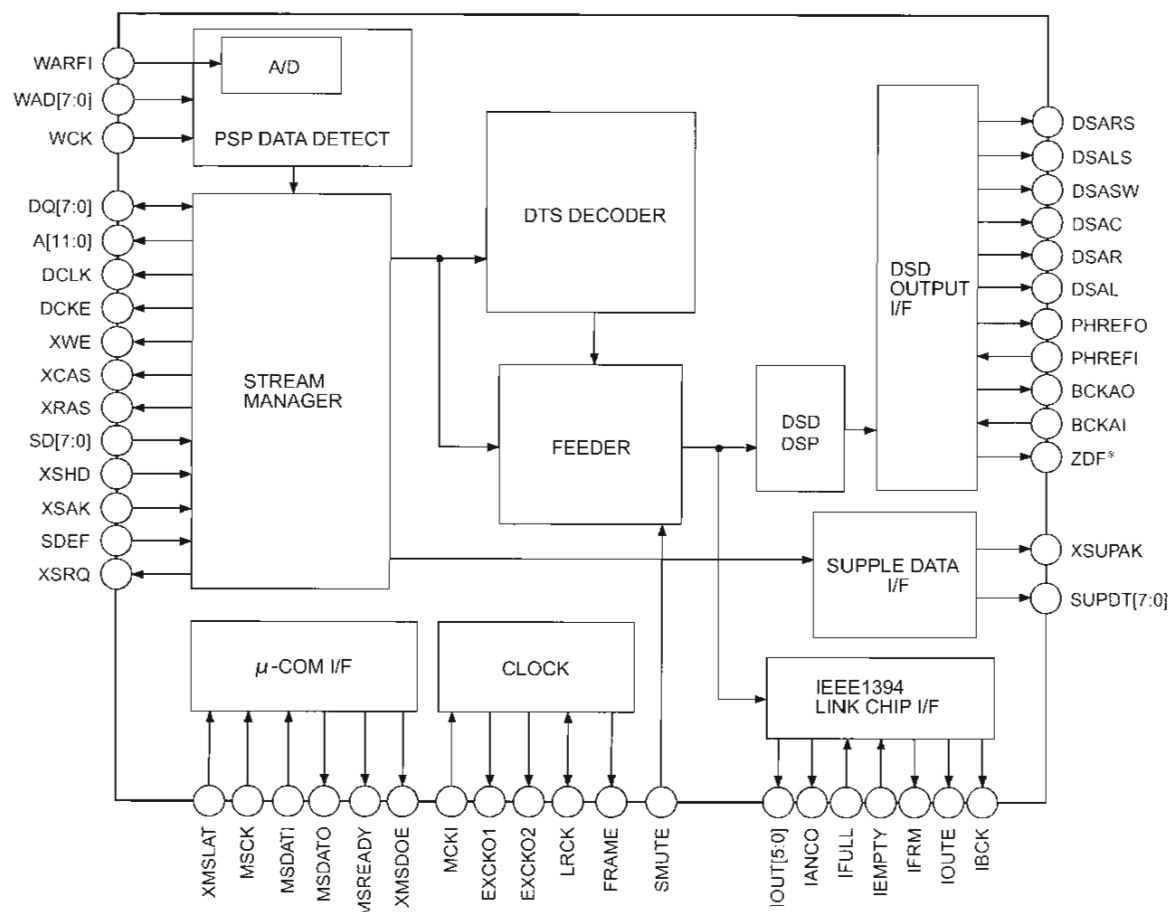 WARFI
WAD[7:0]
WCK
DQ[7:0]
A[11:0]
DCLK
DCKE
XWE
XCAS
XRAS
SD[7:0]
XSHD
XSAK
SDEF
XSRQ
A/D
PSP DATA DETECT
STREAM
MANAGER
DTS DECODER
FEEDER
DSD
DSP
DSD
OUTPUT
I/F
DSARS
DSALS
DSASW
DSAC
DSAR
DSAL
PHREFO
PHREFI
BCKAO
BCKAI
ZDF*
SUPPLE DATA
I/F
XSUPAK
SUPDT[7:0]
μ-COM I/F
CLOCK
IEEE1394
LINK CHIP I/F
XMSLAT
MSCK
MSDATI
MSDATO
MSREADY
XMSDOE
MCKI
EXCKO1
EXCKO2
LRCK
FRAME
SMUTE
IOUT[5:0]
IANCO
IFULL
IEMPTY
IFRM
IOUTE
IBCK